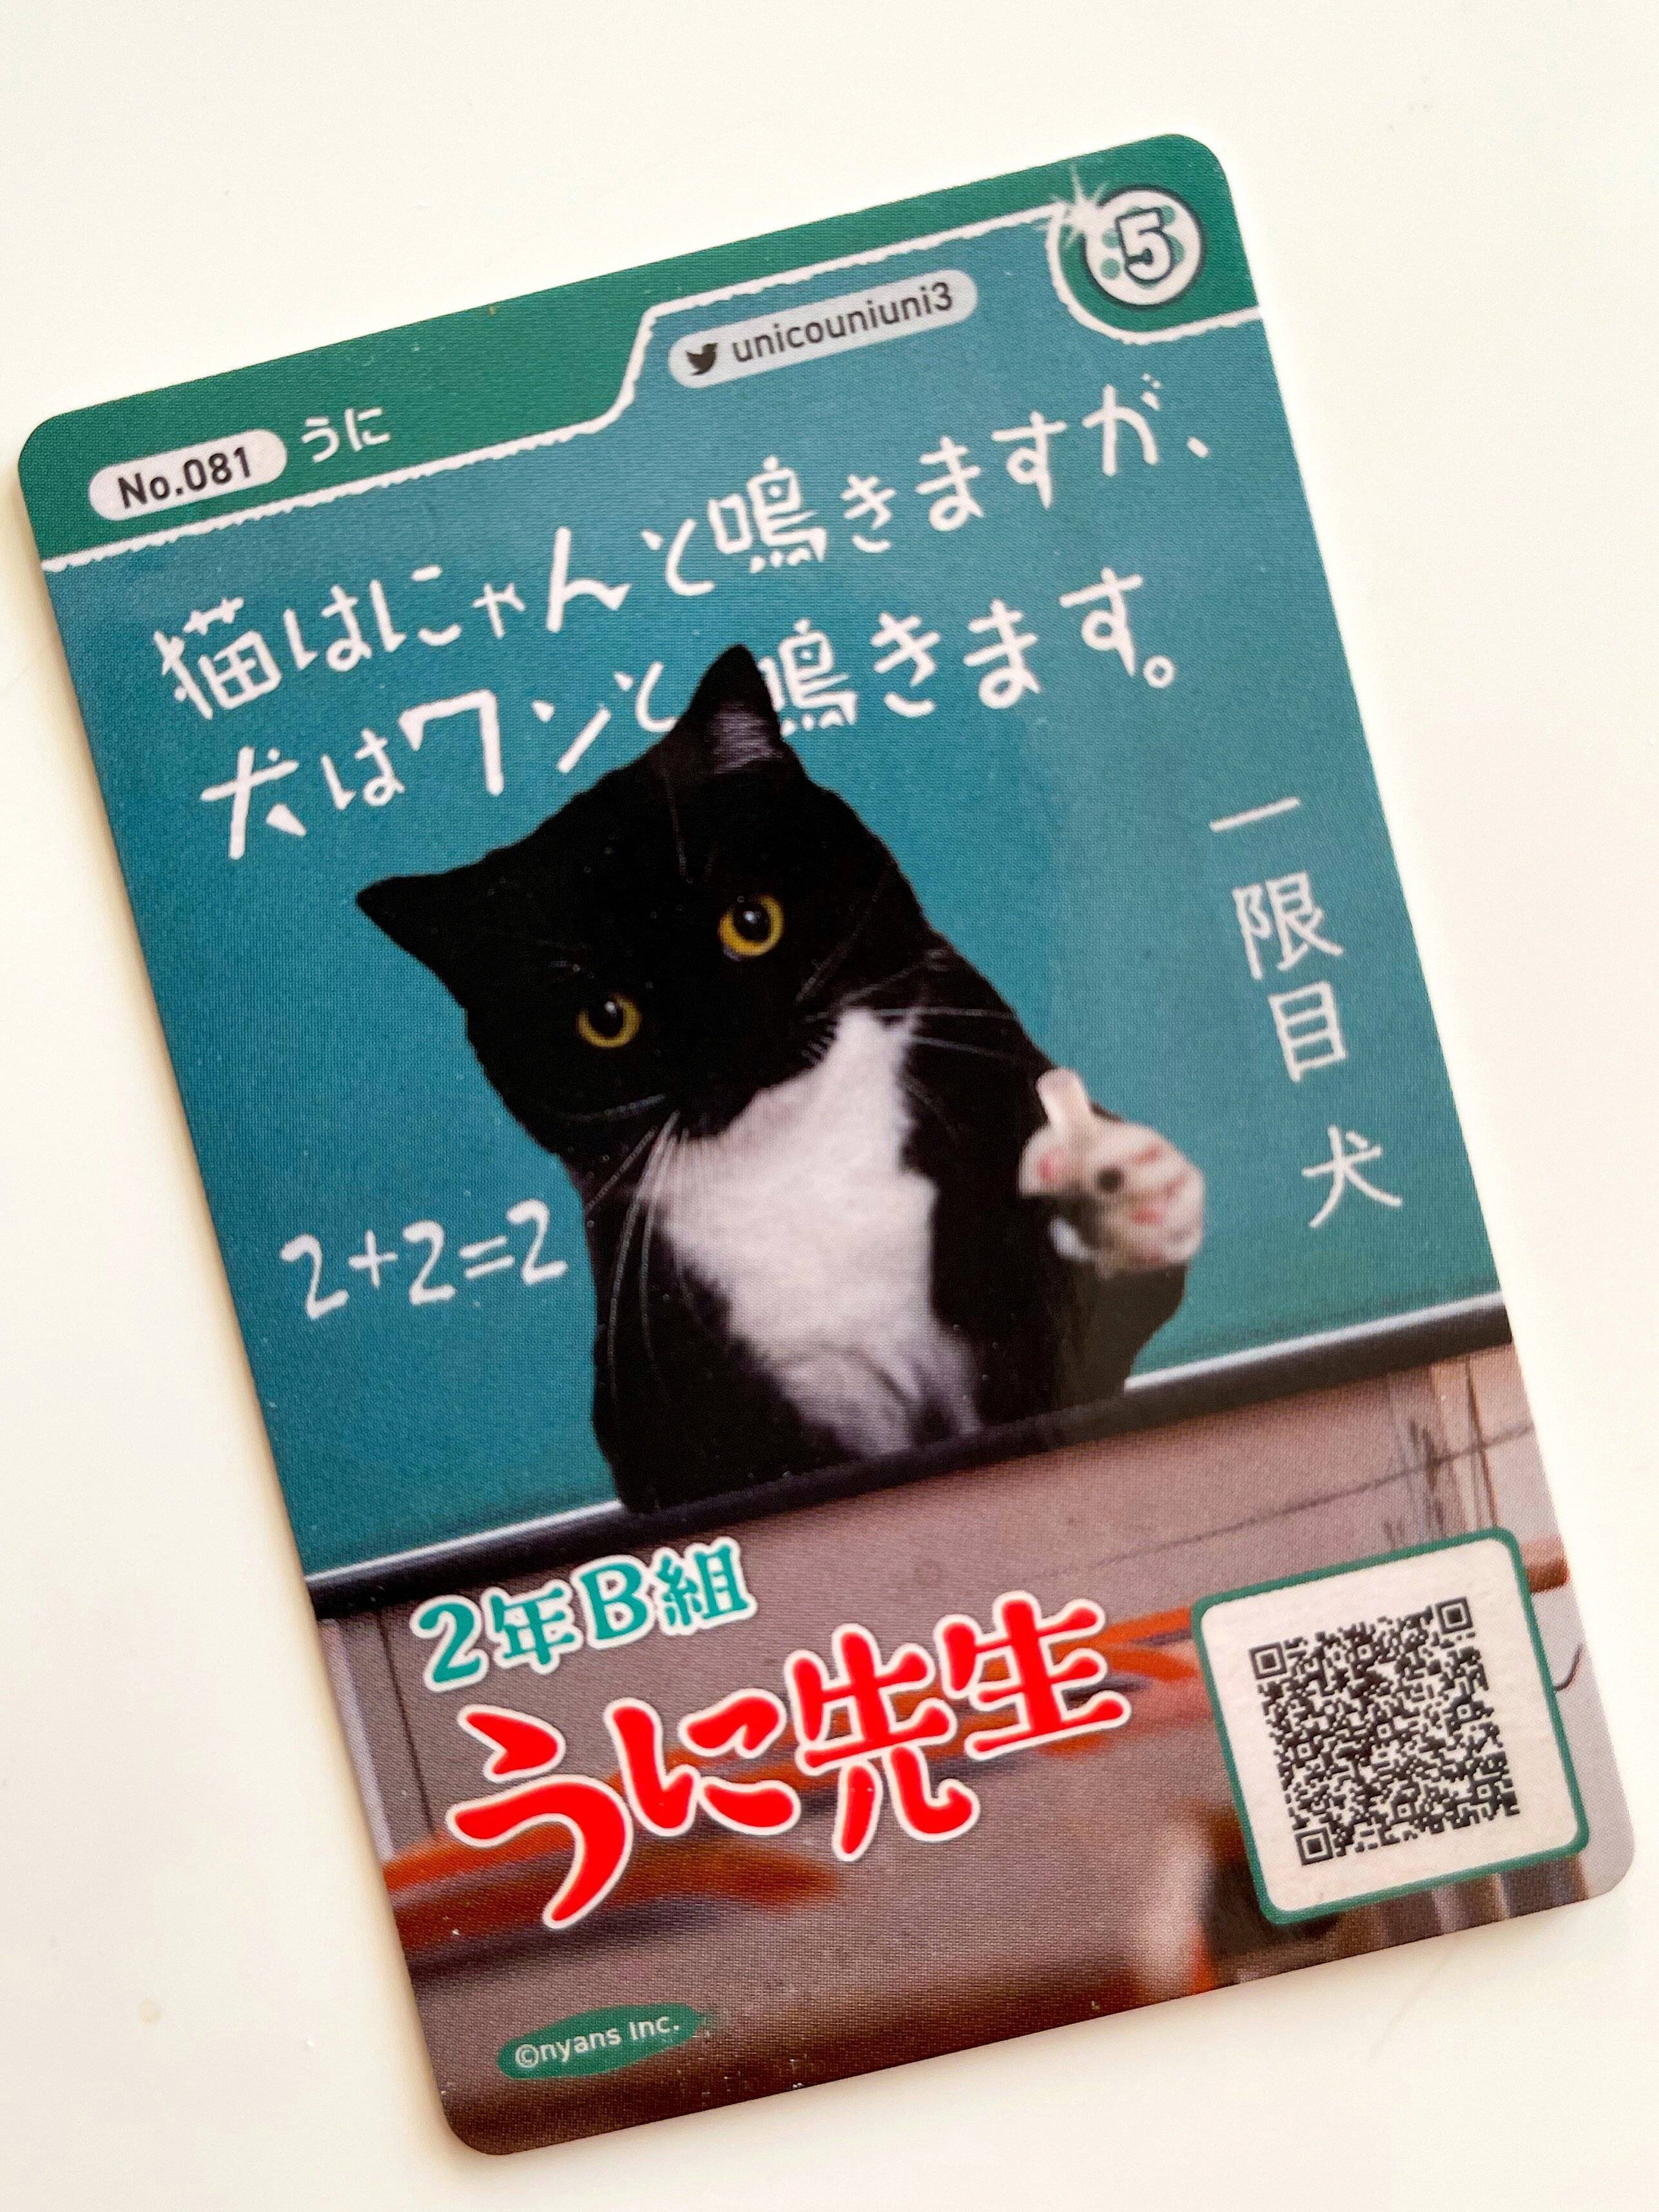 5
unicouniuni3
No.081 うに
猫はにゃんと鳴きますが、
犬はワンと鳴きます。
一限目 犬
2+2=2
2年B組
うに先生
©nyans Inc.